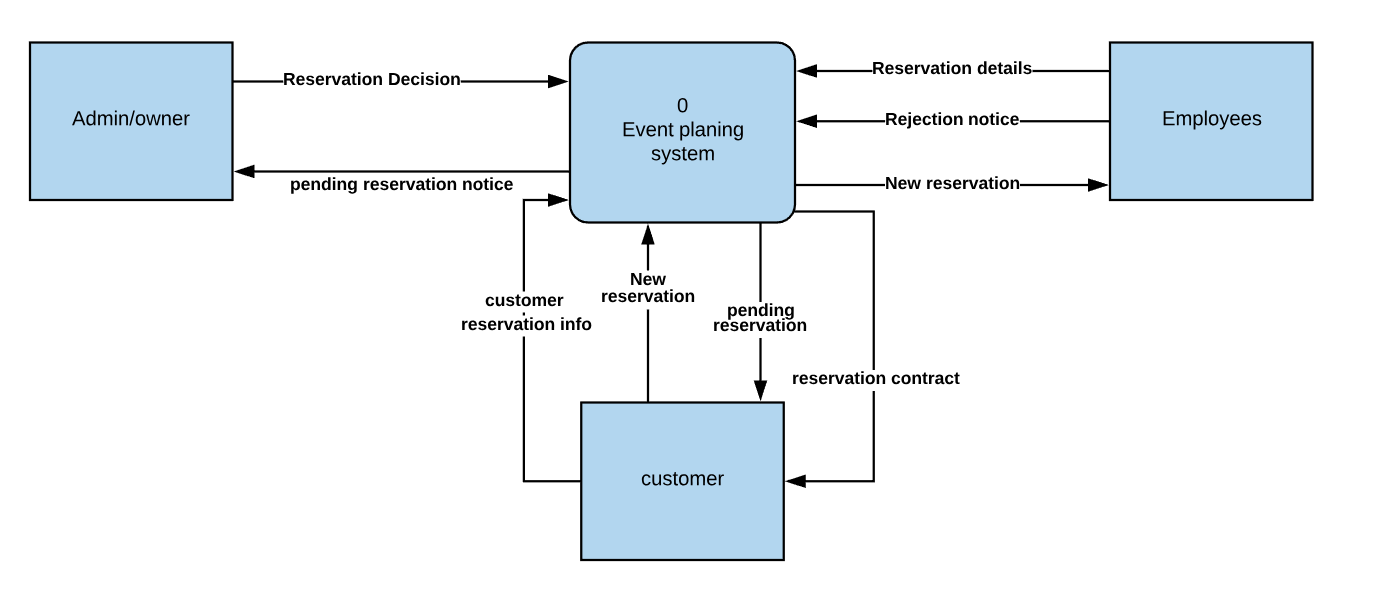 Admin/owner
Reservation Decision
pending reservation notice
0
Event planing
system
Reservation details
Rejection notice
New reservation
Employees
customer
reservation info
New
reservation
pending
reservation
reservation contract
customer